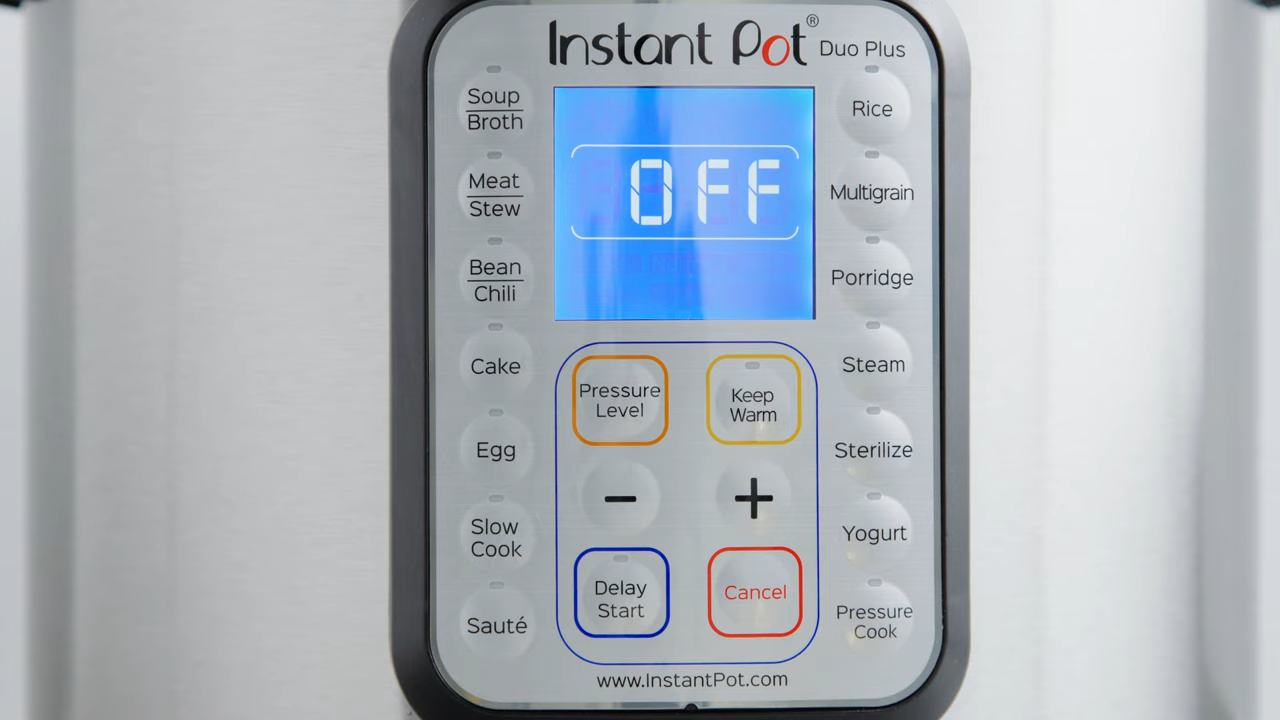 Instant Pot® Duo Plus
Soup
Broth
Meat
Stew
Bean
Chili
Cake
Egg
Slow
Cook
Sauté
OFF
Pressure
Level
Keep
Warm
−
+
Delay
Start
Cancel
Rice
Multigrain
Porridge
Steam
Sterilize
Yogurt
Pressure
Cook
www.InstantPot.com